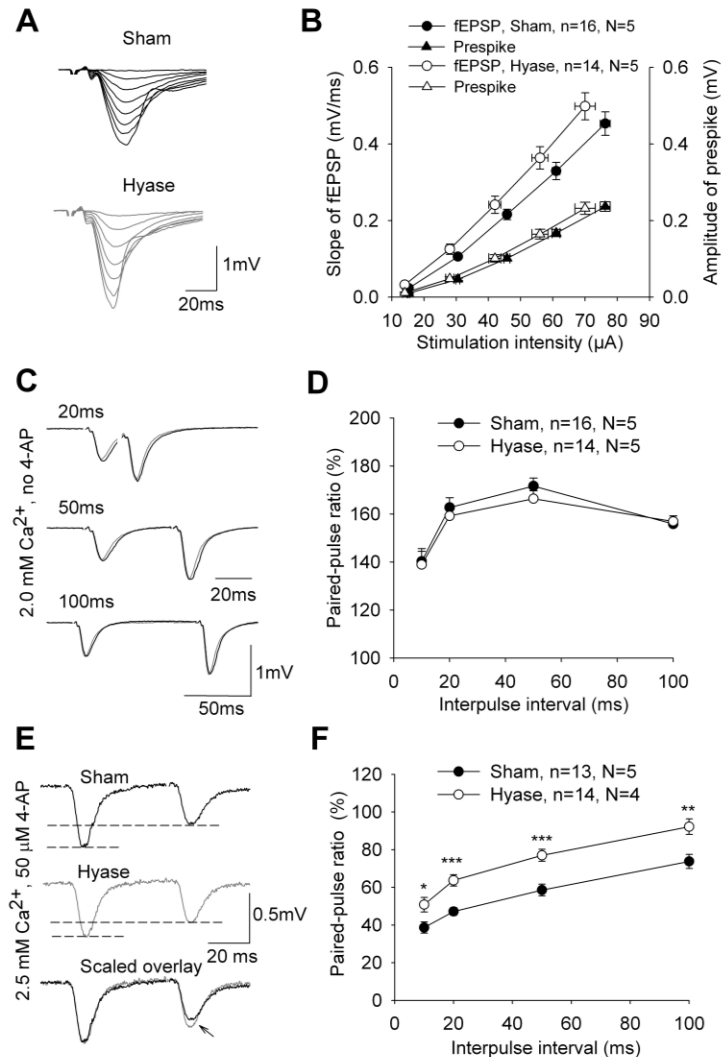 A
Sham
Hyase
1mV
20ms
B
fEPSP, Sham, n=16, N=5
Prespike
fEPSP, Hyase, n=14, N=5
Prespike
Slope of fEPSP (mV/ms)
0.6
0.4
0.2
0.0
Amplitude of prespike (mV)
0.6
0.4
0.2
0.0
10 20 30 40 50 60 70 80 90
Stimulation intensity (µA)
C
2.0 mM Ca2+, no 4-AP
20ms
50ms
20ms
100ms
1mV
50ms
D
Sham, n=16, N=5
Hyase, n=14, N=5
Paired-pulse ratio (%)
200
180
160
140
120
100
0 20 40 60 80 100
Interpulse interval (ms)
E
2.5 mM Ca2+, 50 µM 4-AP
Sham
Hyase
0.5mV
20 ms
Scaled overlay
F
Sham, n=13, N=5
Hyase, n=14, N=4
Paired-pulse ratio (%)
120
100
80
60
40
20
0
* *** *** **
0 20 40 60 80 100
Interpulse interval (ms)